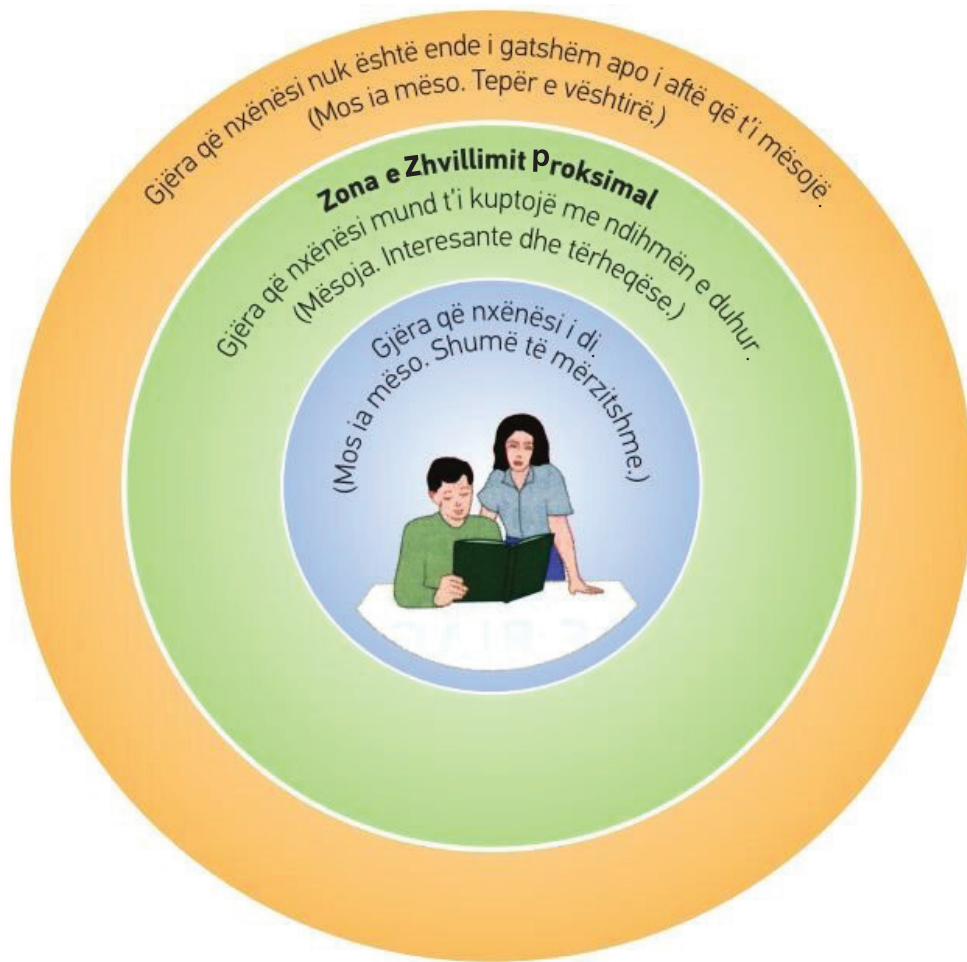 Gjëra që nxënësi nuk është ende i gatshëm apo i aftë që t'i mësojë.
(Mos ia mëso. Tepër e vështirë.)
Zona e Zhvillimit Proksimal
Gjëra që nxënësi mund t'i kuptojë me ndihmën e duhur.
(Mësoja. Interesante dhe tërheqëse.)
Gjëra që nxënësi i di.
(Mos ia mëso. Shumë të mërzitshme.)